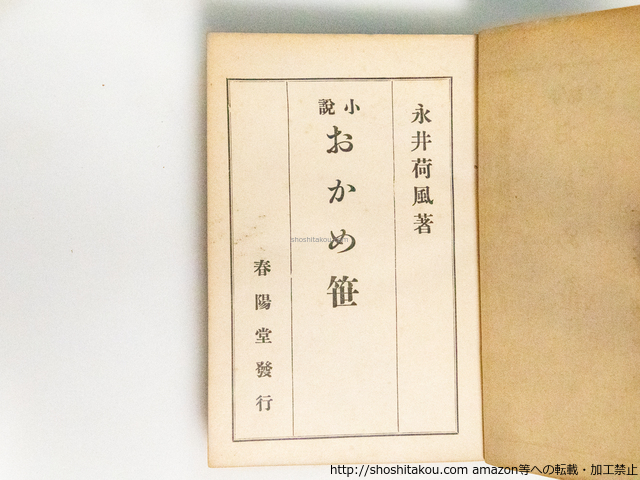 永井荷風著
小說
おかめ笹
春陽堂發行
shoshitakou.com
http://shoshitakou.com amazon等への転載・加工禁止